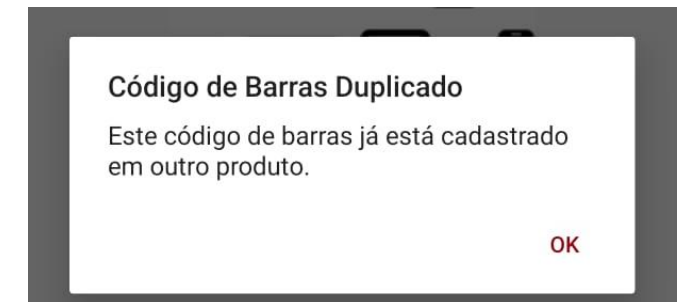 Código de Barras Duplicado
Este código de barras já está cadastrado
em outro produto.
OK